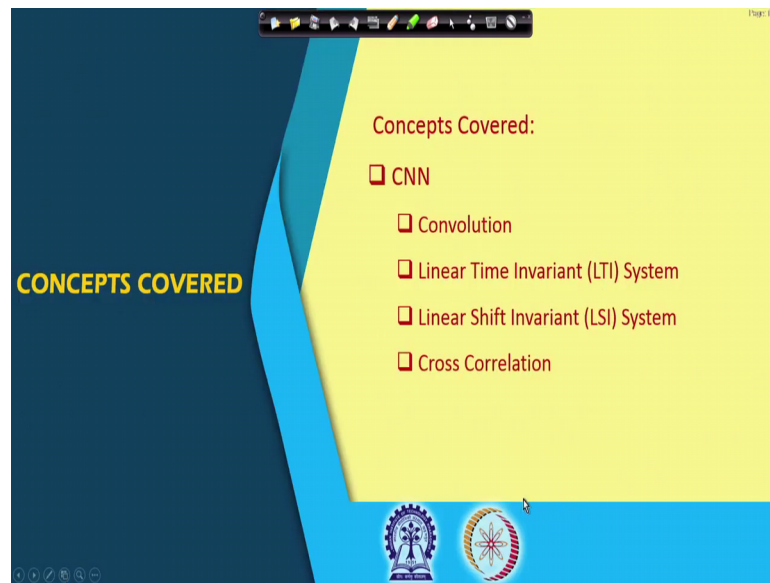 CONCEPTS COVERED
Concepts Covered:
CNN
Convolution
Linear Time Invariant (LTI) System
Linear Shift Invariant (LSI) System
Cross Correlation